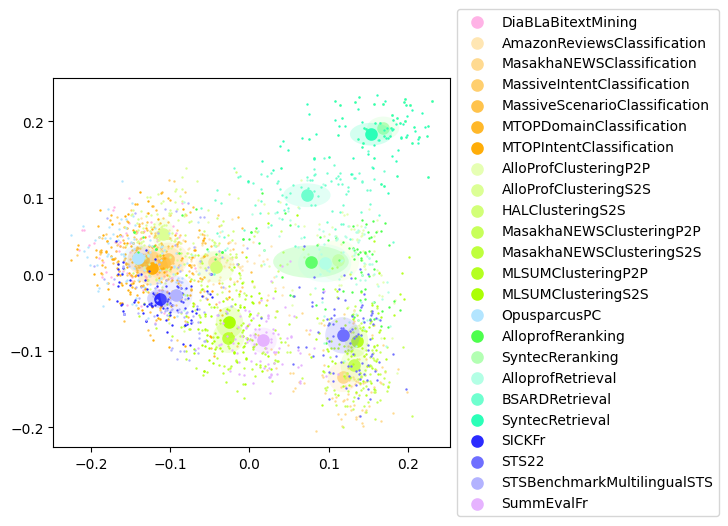 DiaBLaBitextMining
AmazonReviewsClassification
MasakhaNEWSClassification
MassiveIntentClassification
MassiveScenarioClassification
MTOPDomainClassification
MTOPIntentClassification
AlloProfClusteringP2P
AlloProfClusteringS2S
HALClusteringS2S
MasakhaNEWSClusteringP2P
MasakhaNEWSClusteringS2S
MLSUMClusteringP2P
MLSUMClusteringS2S
OpusparcusPC
AlloprofReranking
SyntecReranking
AlloprofRetrieval
BSARDRetrieval
SyntecRetrieval
SICKFr
STS22
STSBenchmarkMultilingualSTS
SummEvalFr
0.2
0.1
0.0
−0.1
−0.2
−0.2 −0.1 0.0 0.1 0.2